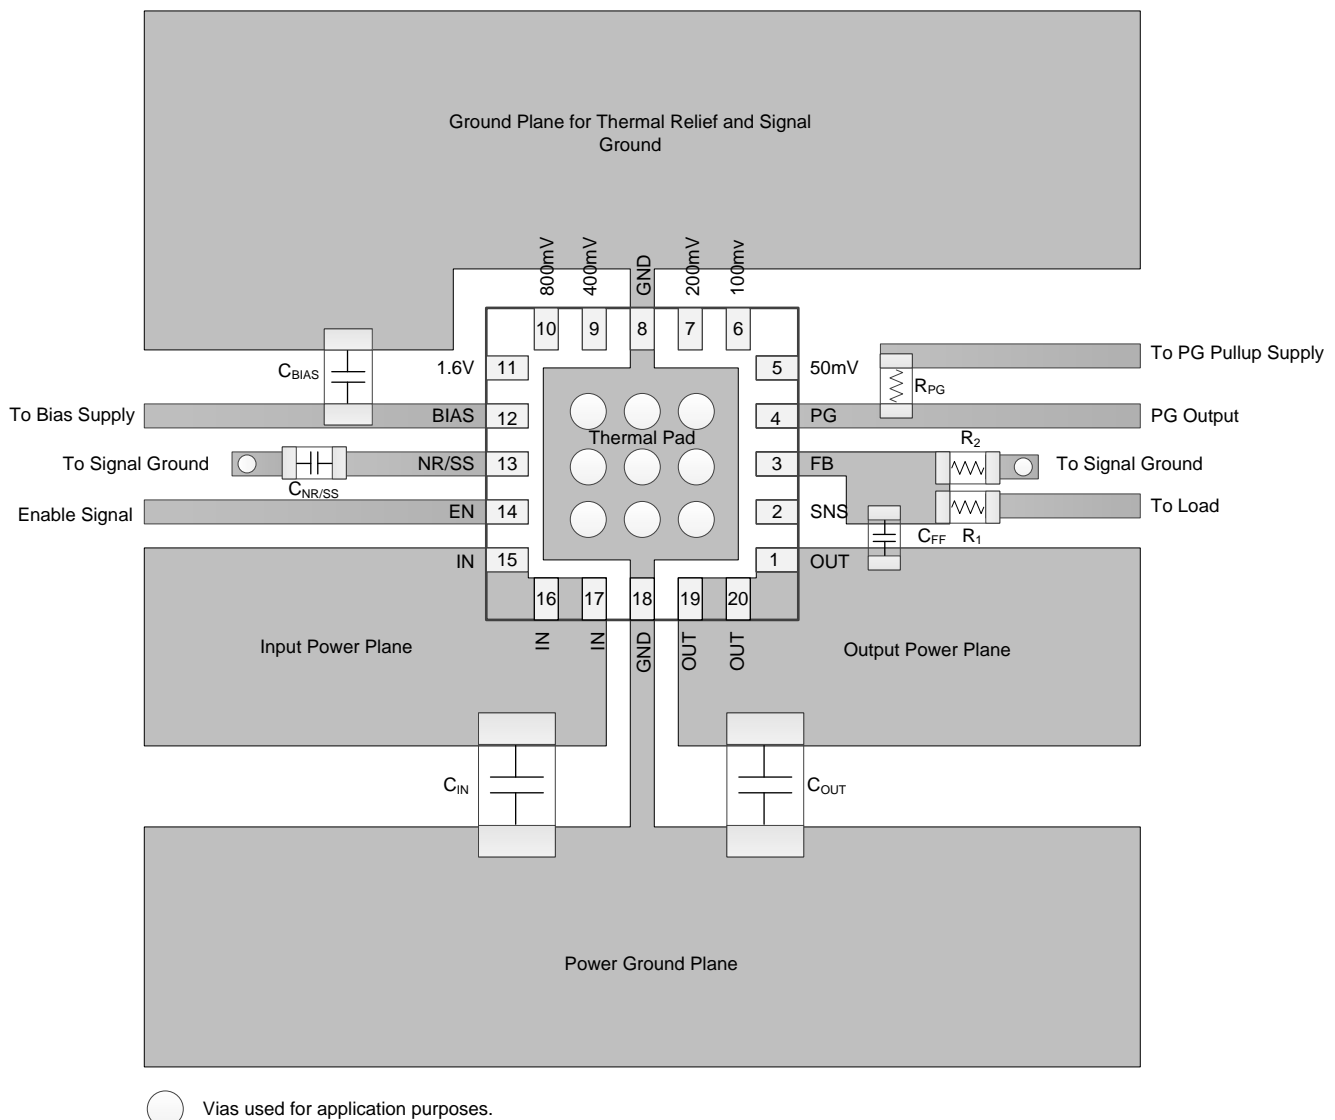 Ground Plane for Thermal Relief and Signal
Ground
800mV
400mV
GND
200mV
100mv
10
9
8
7
6
1.6V
11
5
50mV
To PG Pullup Supply
CBIAS
RPG
To Bias Supply
BIAS
12
4
PG
PG Output
Thermal Pad
R2
To Signal Ground
NR/SS
13
3
FB
To Signal Ground
CNR/SS
Enable Signal
EN
14
2
SNS
To Load
CFF
R1
IN
15
1
OUT
16
17
18
19
20
IN
IN
GND
OUT
OUT
Input Power Plane
Output Power Plane
CIN
COUT
Power Ground Plane
Vias used for application purposes.